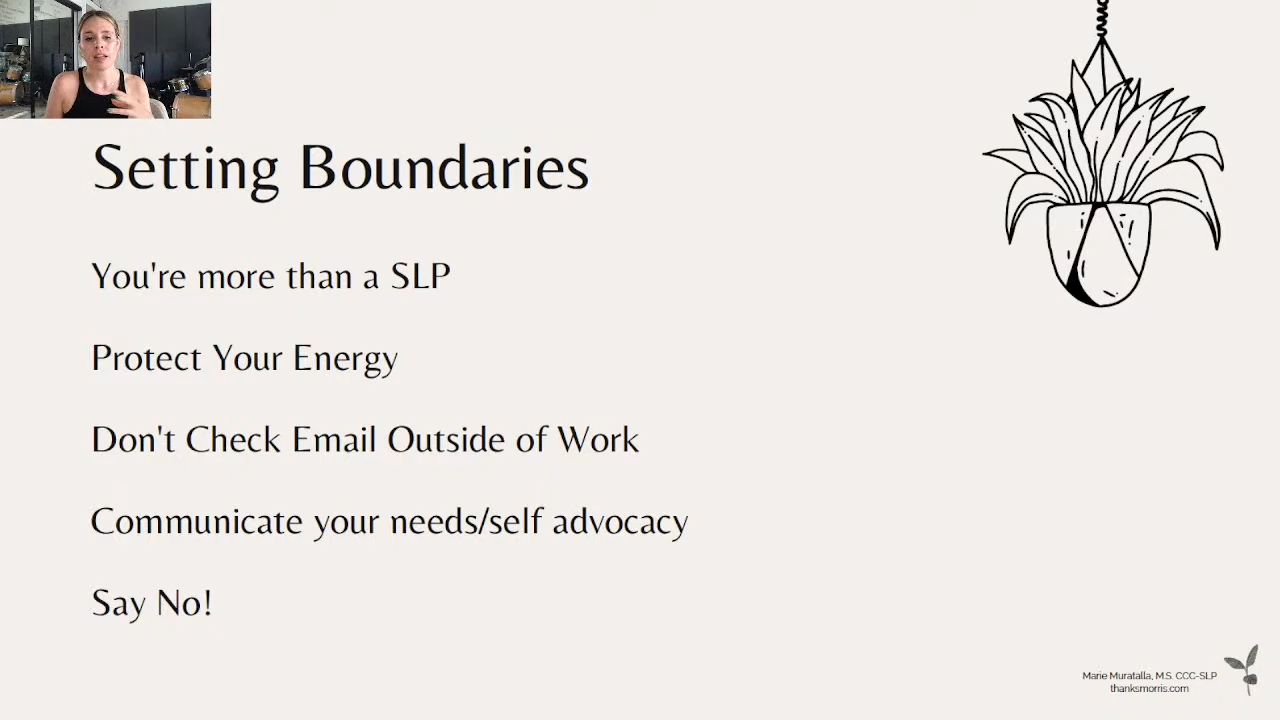 Setting Boundaries
You're more than a SLP
Protect Your Energy
Don't Check Email Outside of Work
Communicate your needs/self advocacy
Say No!
Marie Muratalla, M.S. CCC-SLP
thanksmorris.com